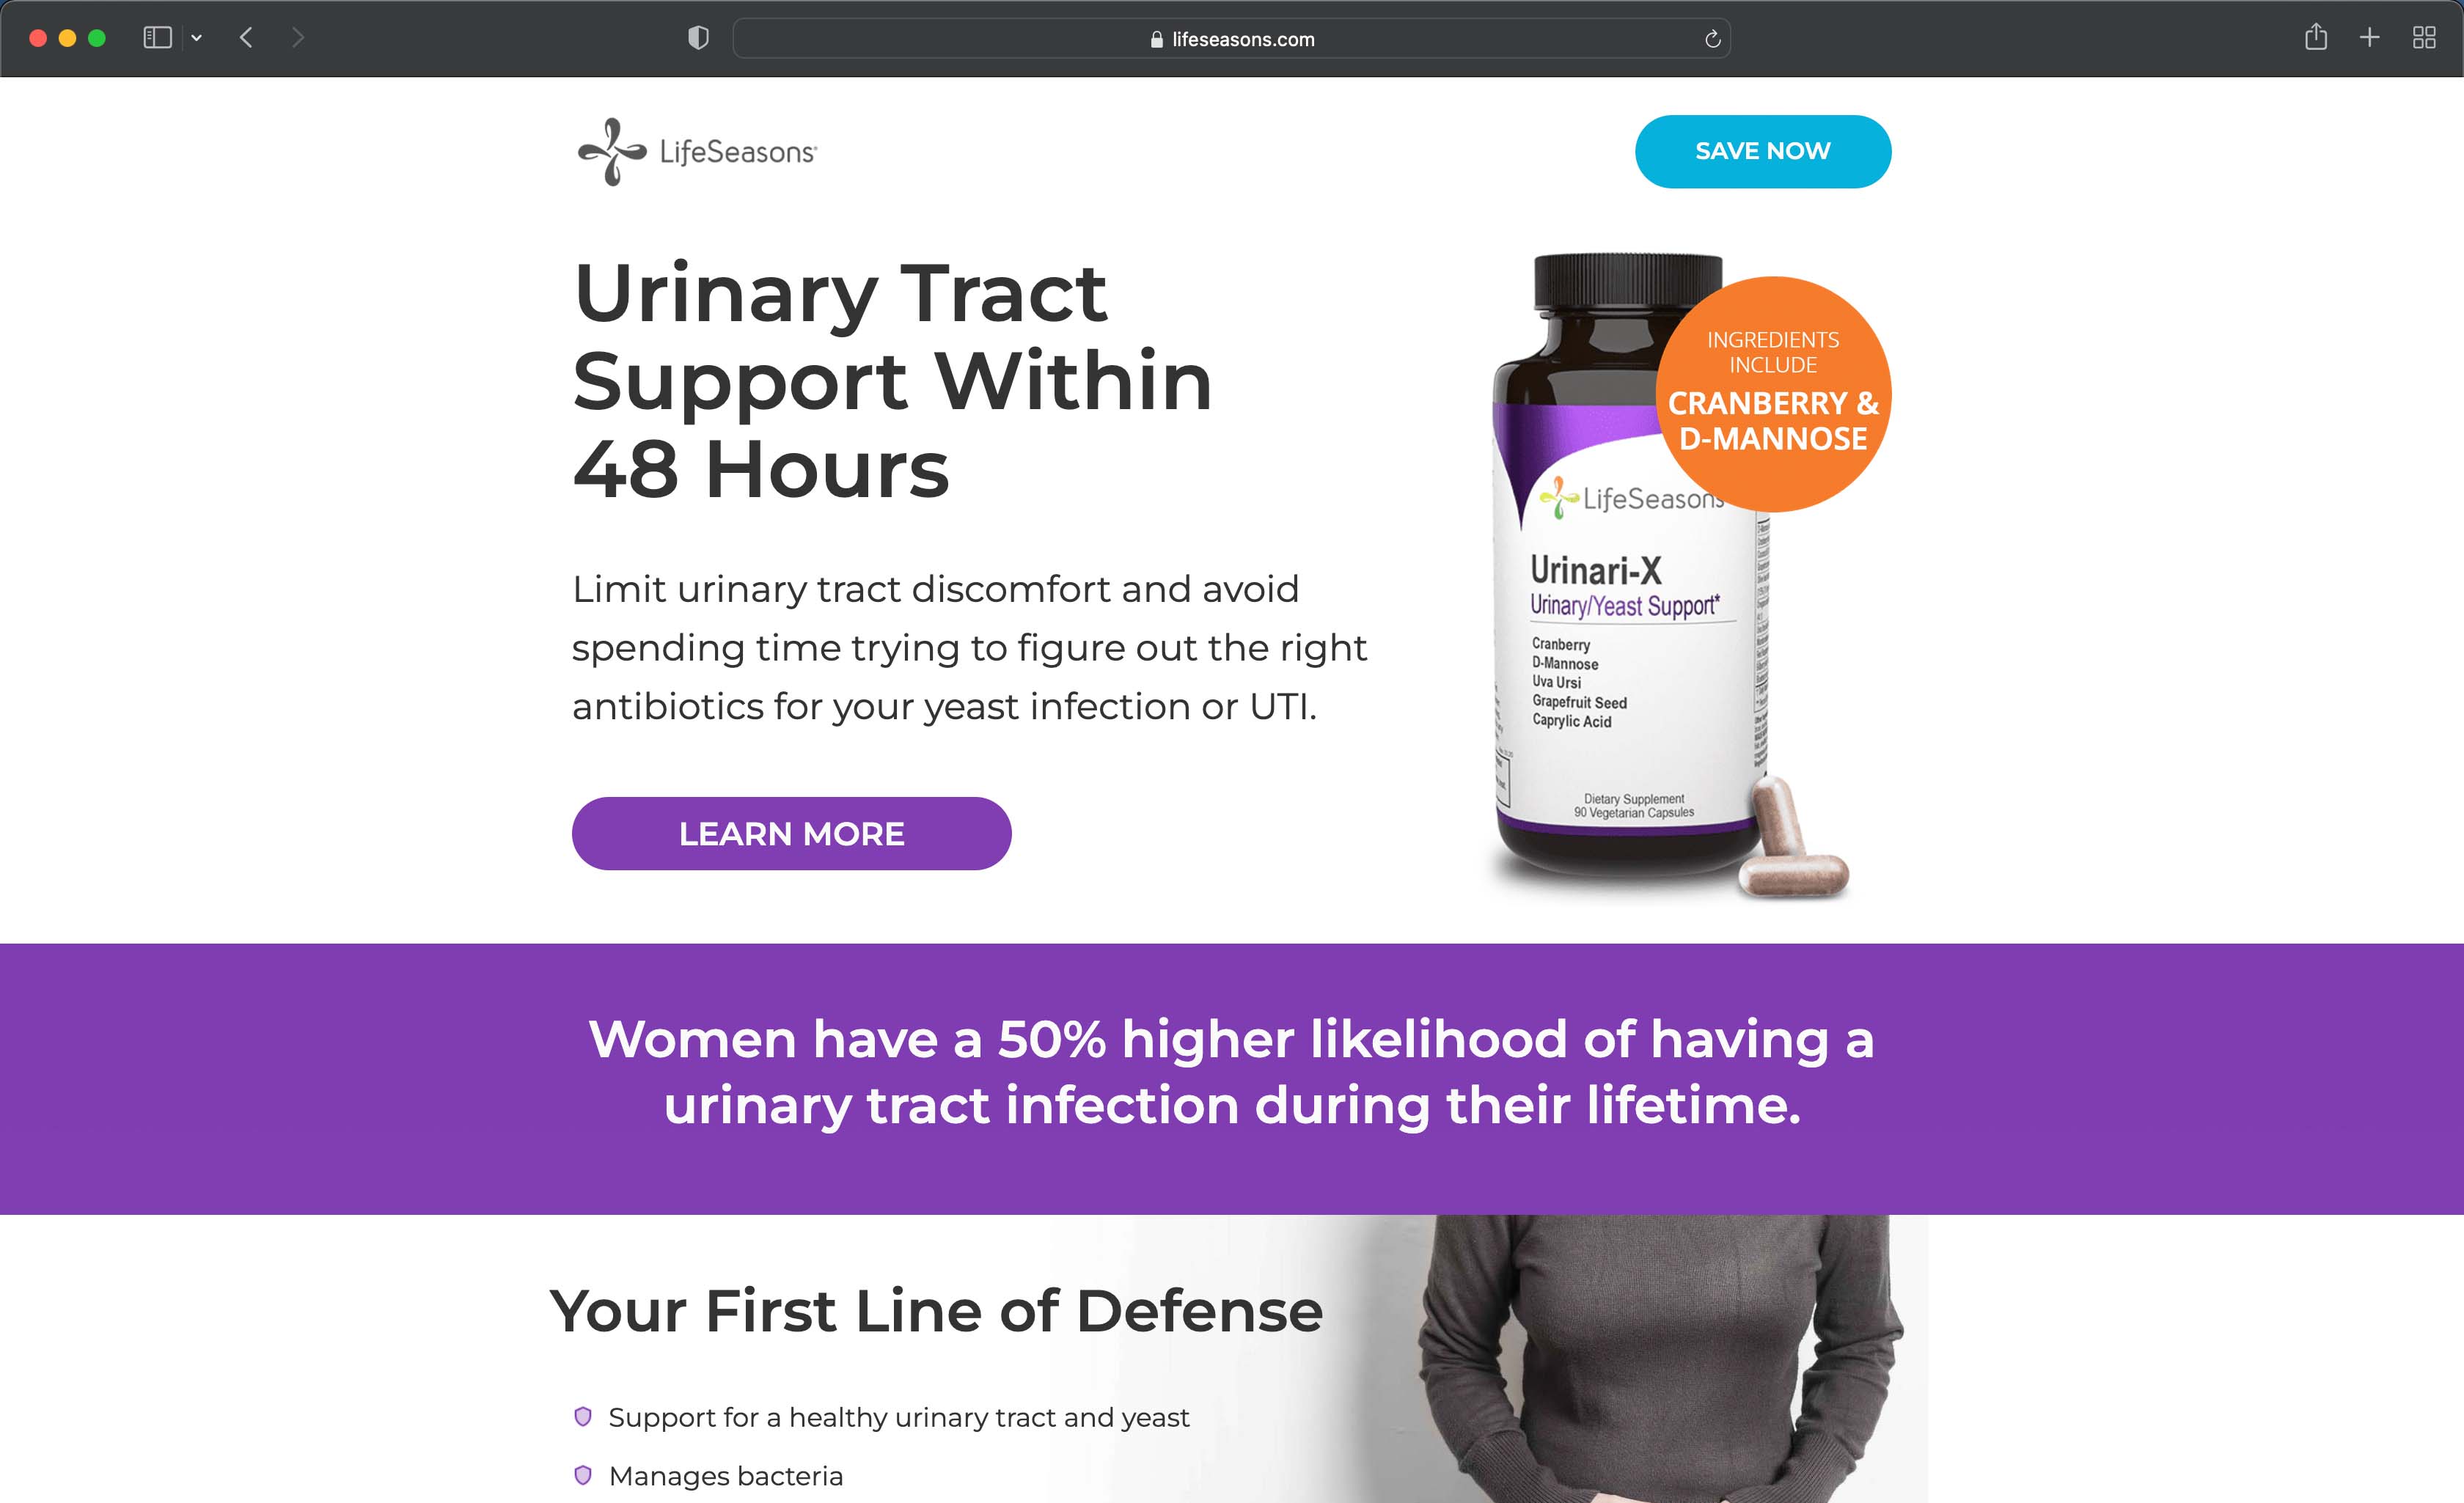 lifeseasons.com
LifeSeasons®
SAVE NOW
Urinary Tract
Support Within
48 Hours
Limit urinary tract discomfort and avoid
spending time trying to figure out the right
antibiotics for your yeast infection or UTI.
LEARN MORE
INGREDIENTS
INCLUDE
CRANBERRY &
D-MANNOSE
LifeSeasons
Urinari-X
Urinary/Yeast Support*
Cranberry
D-Mannose
Uva Ursi
Grapefruit Seed
Caprylic Acid
Dietary Supplement
90 Vegetarian Capsules
Women have a 50% higher likelihood of having a
urinary tract infection during their lifetime.
Your First Line of Defense
Support for a healthy urinary tract and yeast
Manages bacteria